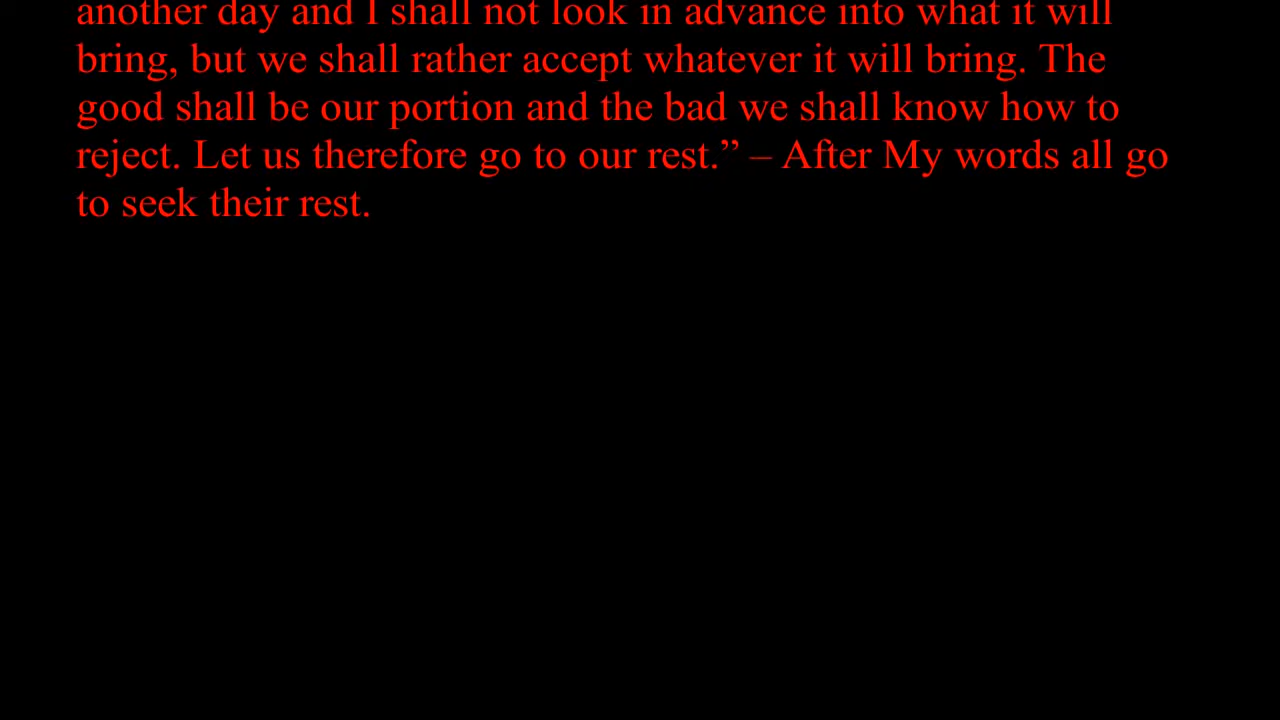 another day and I shall not look in advance into what it will
bring, but we shall rather accept whatever it will bring. The
good shall be our portion and the bad we shall know how to
reject. Let us therefore go to our rest.” – After My words all go
to seek their rest.